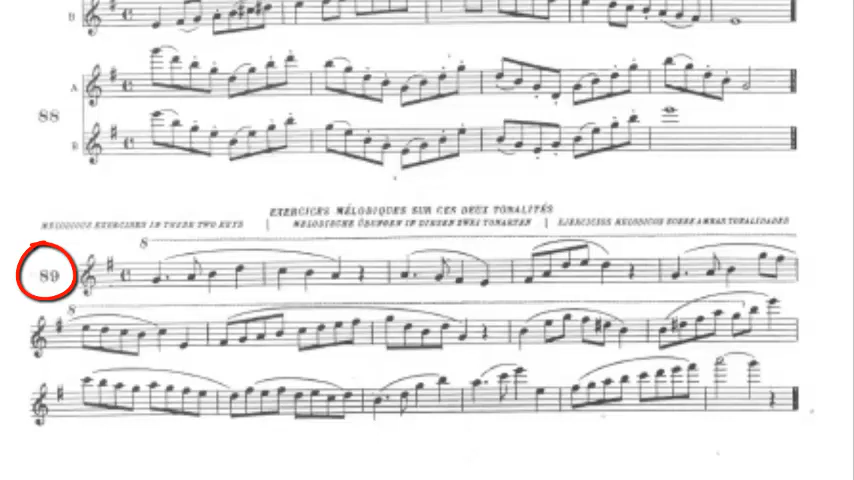 B
A
88
B
EXERCICES MÉLODIQUES SUR CES DEUX TONALITÉS
MELODIOUS EXERCISES IN THESE TWO KEYS | MELODISCHE ÜBUNGEN IN DIESEN ZWEI TONARTEN | EJERCICIOS MELODICOS SOBRE AMBAS TONALIDADES
8
89
8